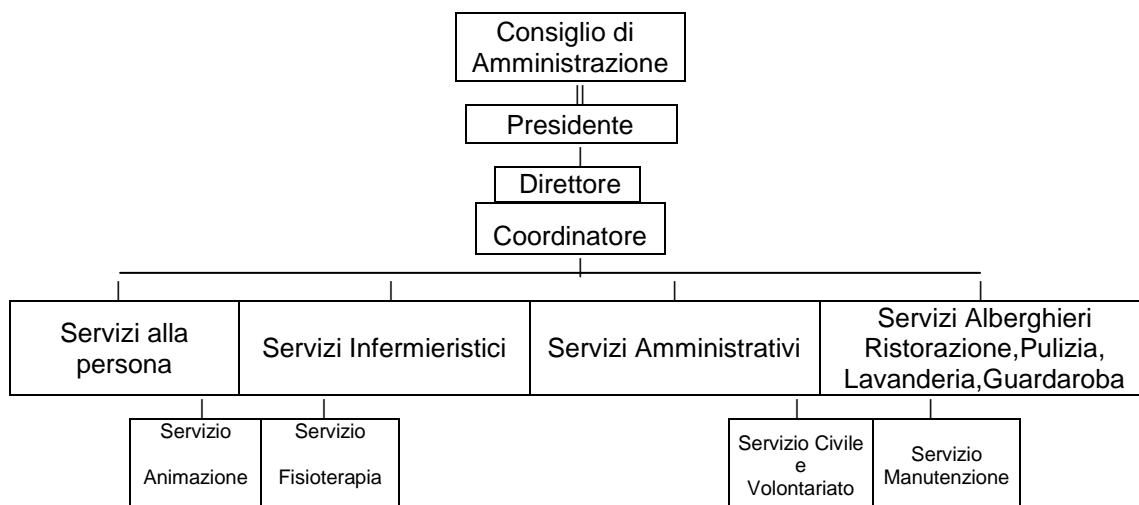 Consiglio di
Amministrazione
Presidente
Direttore
Coordinatore
Servizi alla
persona
Servizi Infermieristici
Servizi Amministrativi
Servizi Alberghieri
Ristorazione,Pulizia,
Lavanderia,Guardaroba
Servizio
Animazione
Servizio
Fisioterapia
Servizio Civile
e
Volontariato
Servizio
Manutenzione